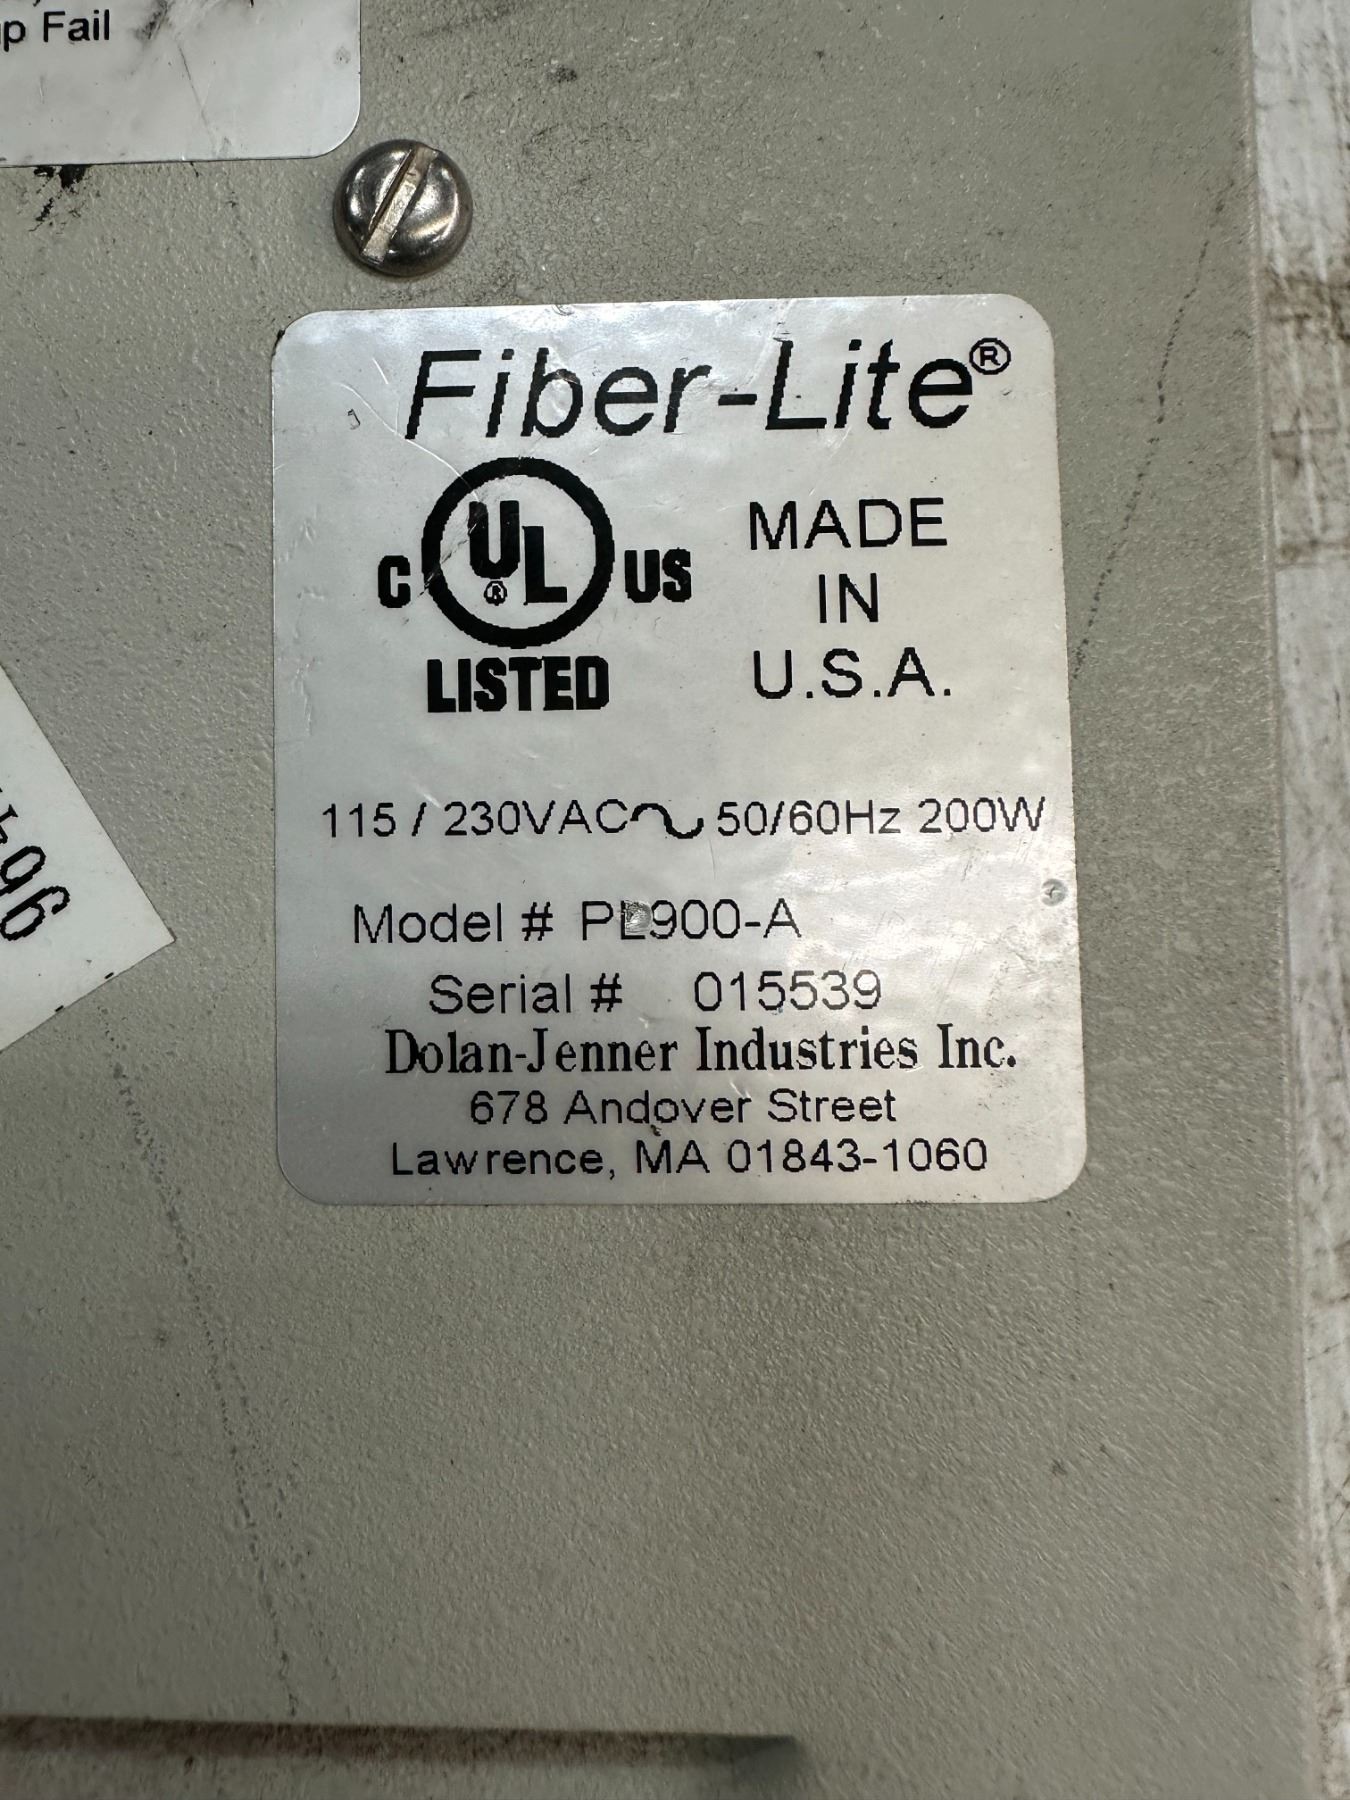 Fail
Fiber-Lite®
C UL® US
LISTED
MADE
IN
U.S.A.
115 / 230VAC∿ 50/60Hz 200W
Model # PL900-A
Serial # 015539
Dolan-Jenner Industries Inc.
678 Andover Street
Lawrence, MA 01843-1060